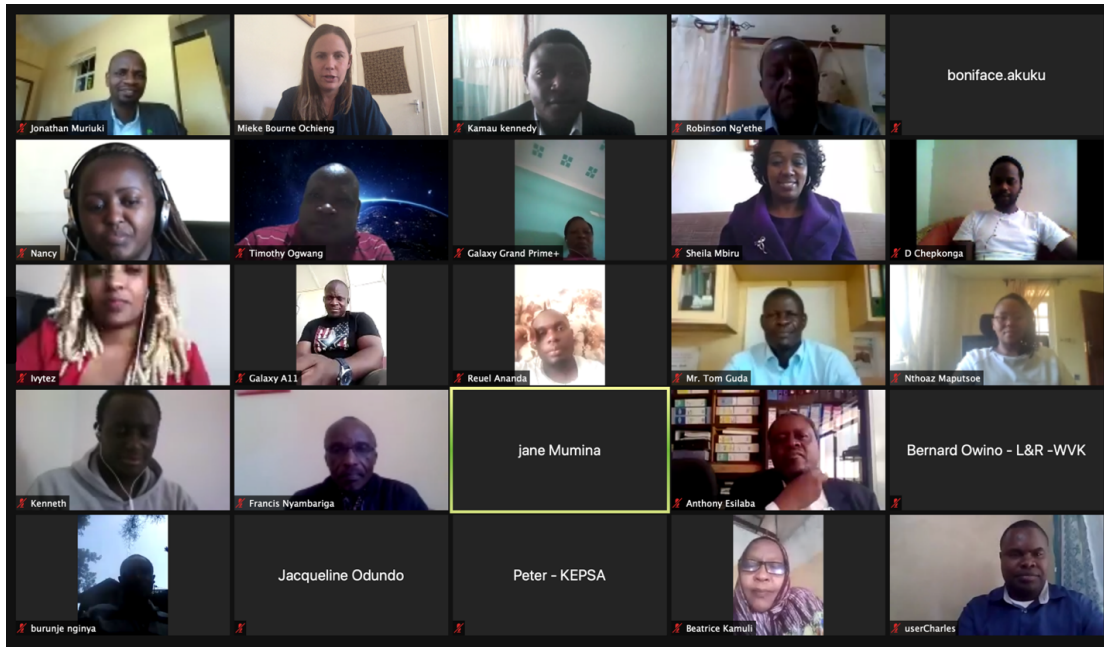 Jonathan Muriuki
Mieke Bourne Ochieng
Kamau kennedy
Robinson Ng'ethe
boniface.akuku
Nancy
Timothy Ogwang
Galaxy Grand Prime+
Sheila Mbiru
D Chepkonga
Ivytez
Galaxy A11
Reuel Ananda
Mr. Tom Guda
Nthoaz Maputsoe
Kenneth
Francis Nyambariga
jane Mumina
Anthony Esilaba
Bernard Owino - L&R -WVK
burunje nginya
Jacqueline Odundo
Peter - KEPSA
Beatrice Kamuli
userCharles